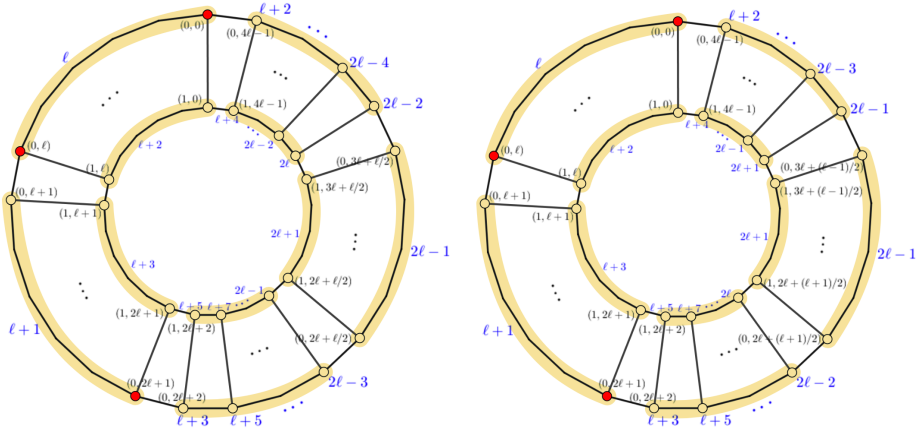 (0, 0)
ℓ + 2
(0, 4ℓ − 1)
...
2ℓ − 4
2ℓ − 2
ℓ
...
...
(1, 0)
(1, 4ℓ − 1)
ℓ+4
...
2ℓ − 2
2ℓ
ℓ + 2
(0, ℓ)
(1, ℓ)
(0, 3ℓ + ℓ/2)
(1, 3ℓ + ℓ/2)
(0, ℓ + 1)
(1, ℓ + 1)
2ℓ + 1
...
2ℓ − 1
ℓ + 3
...
(1, 2ℓ + ℓ/2)
2ℓ − 1
ℓ+5 ℓ+7 ...
(1, 2ℓ + 1)
(1, 2ℓ + 2)
ℓ + 1
(0, 2ℓ + ℓ/2)
...
2ℓ − 3
(0, 2ℓ + 1)
(0, 2ℓ + 2)
ℓ + 3
ℓ + 5
...
(0, 0)
ℓ + 2
(0, 4ℓ − 1)
...
2ℓ − 3
2ℓ − 1
ℓ
...
...
(1, 0)
(1, 4ℓ − 1)
ℓ+4
...
2ℓ − 1
2ℓ + 1
ℓ + 2
(0, ℓ)
(1, ℓ)
(0, 3ℓ + (ℓ − 1)/2)
(1, 3ℓ + (ℓ − 1)/2)
(0, ℓ + 1)
(1, ℓ + 1)
2ℓ + 1
...
2ℓ − 1
ℓ + 3
...
(1, 2ℓ + (ℓ + 1)/2)
2ℓ
ℓ+5 ℓ+7 ...
(1, 2ℓ + 1)
(1, 2ℓ + 2)
ℓ + 1
(0, 2ℓ + (ℓ + 1)/2)
...
2ℓ − 2
(0, 2ℓ + 1)
(0, 2ℓ + 2)
ℓ + 3
ℓ + 5
...